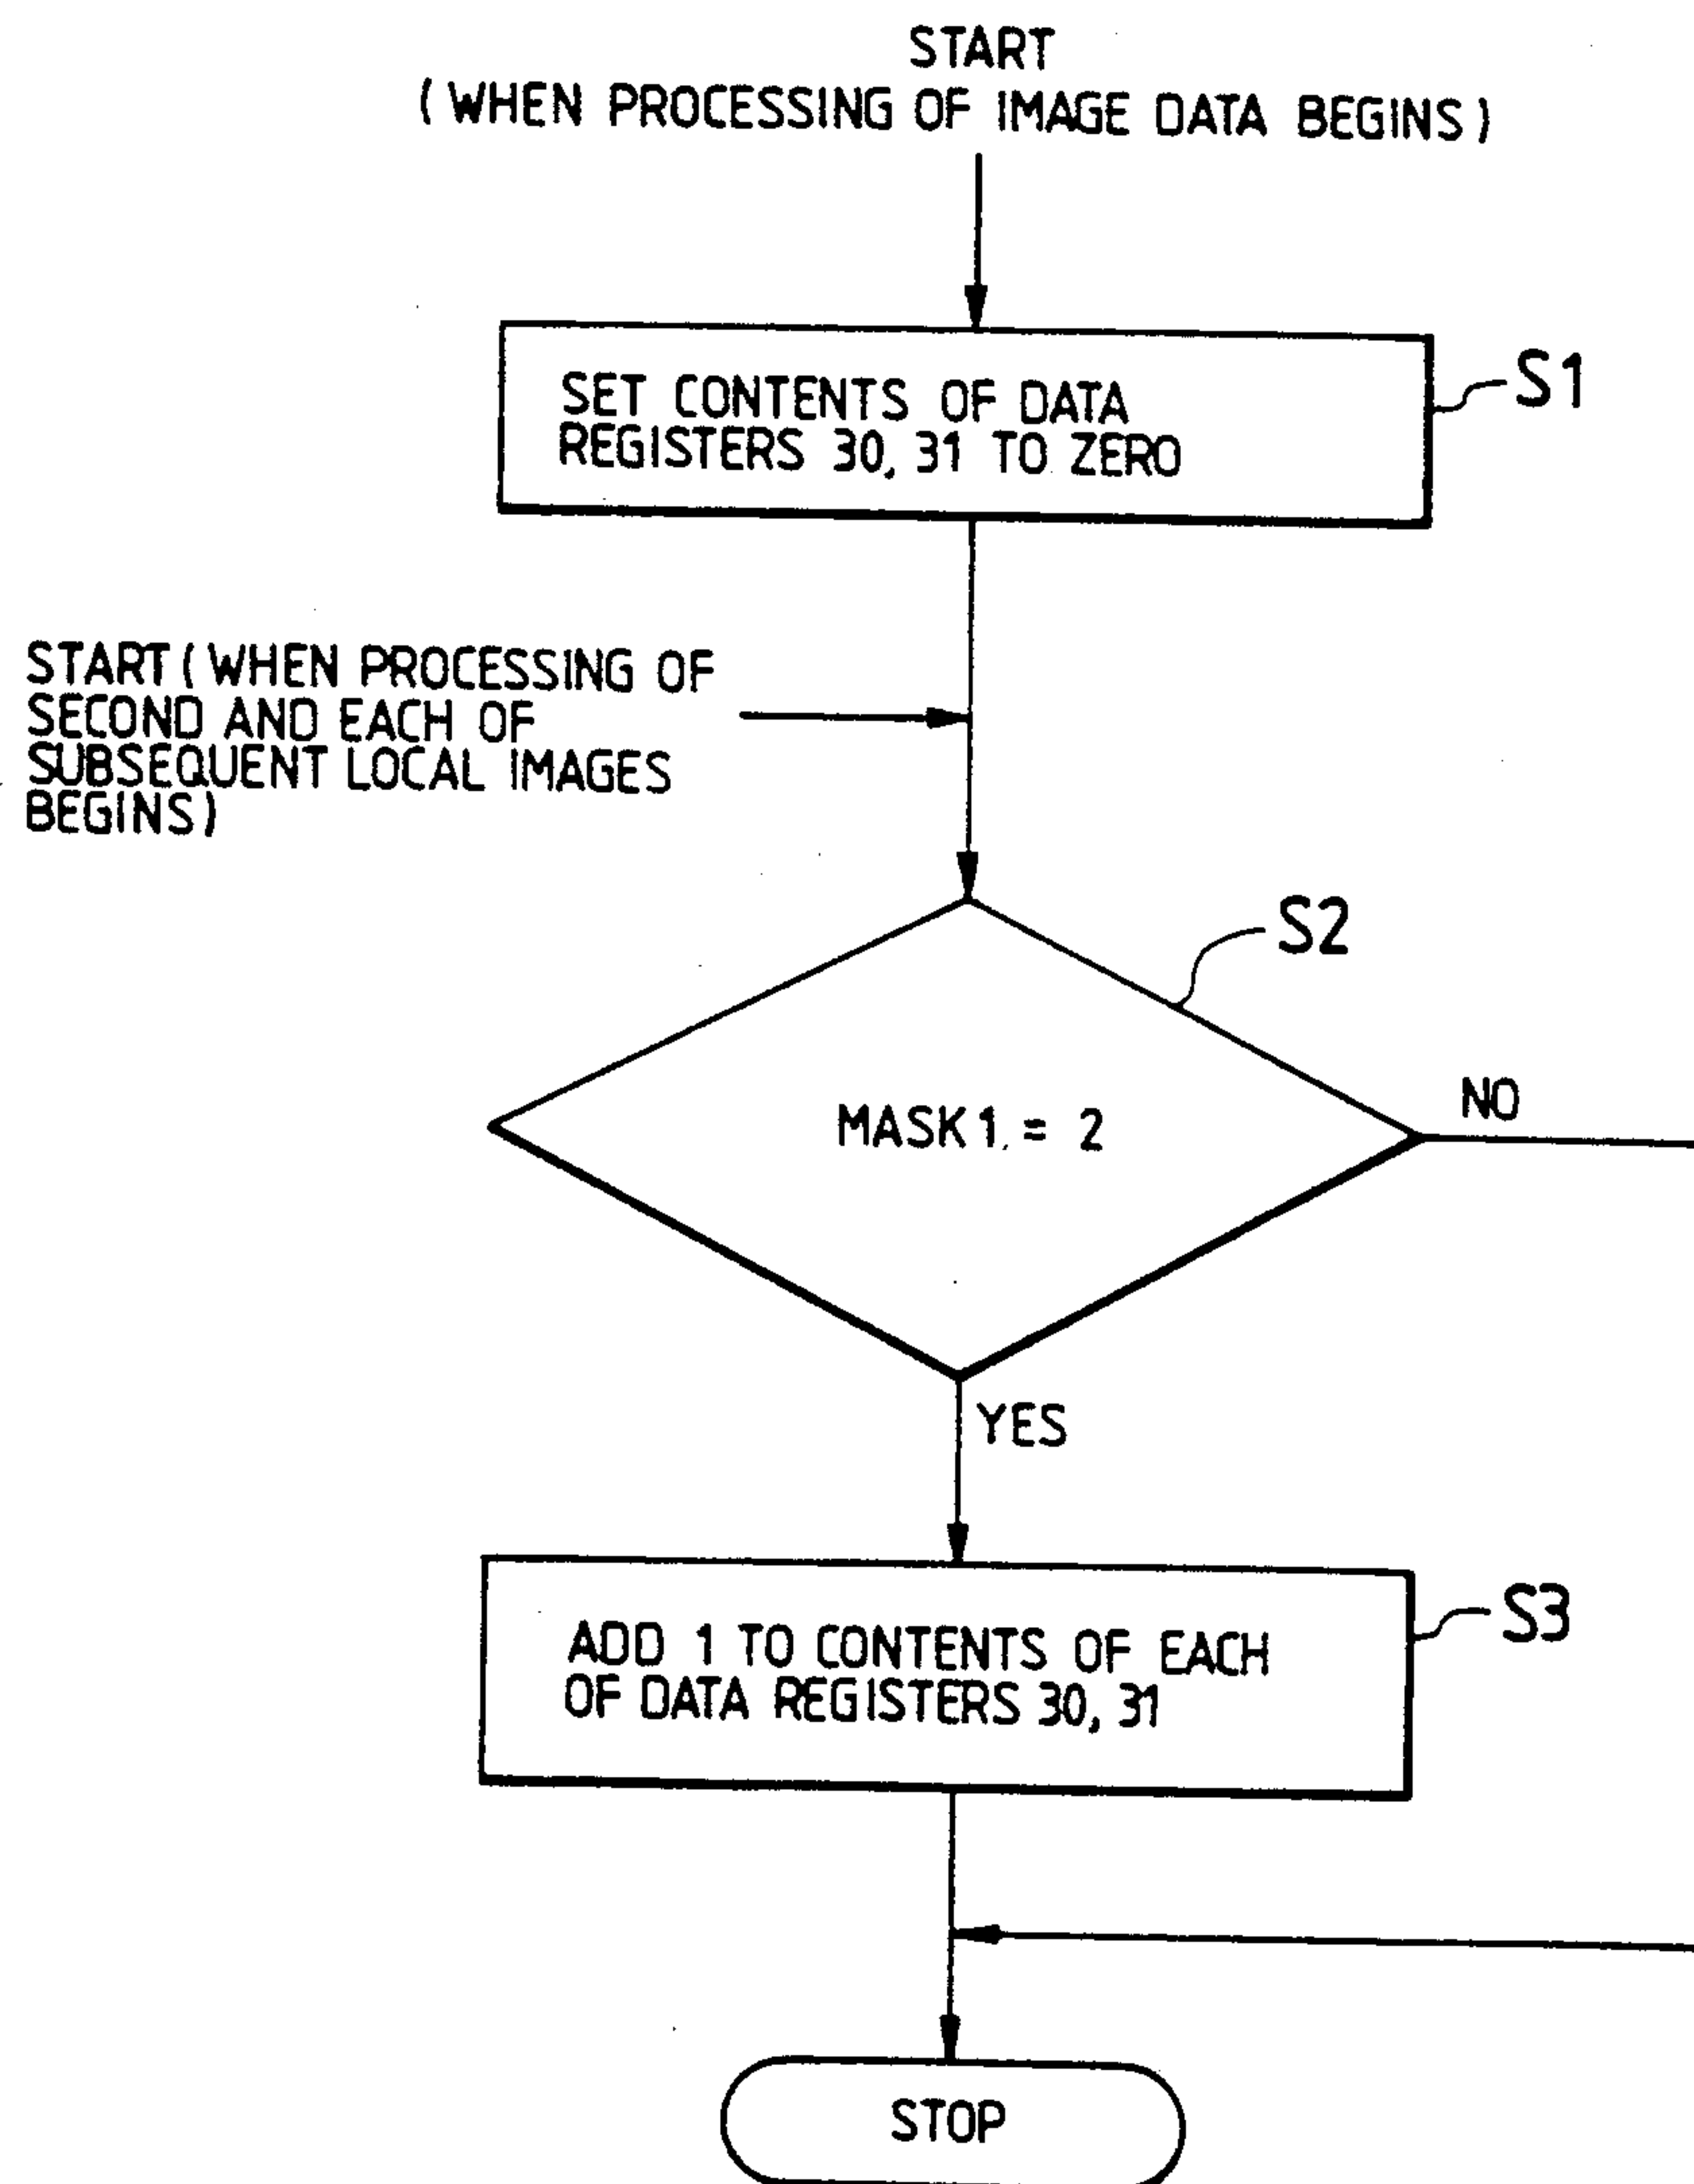 START
(WHEN PROCESSING OF IMAGE DATA BEGINS)
SET CONTENTS OF DATA
REGISTERS 30, 31 TO ZERO
S1
START (WHEN PROCESSING OF
SECOND AND EACH OF
SUBSEQUENT LOCAL IMAGES
BEGINS)
S2
MASK 1 = 2
NO
YES
ADD 1 TO CONTENTS OF EACH
OF DATA REGISTERS 30, 31
S3
STOP